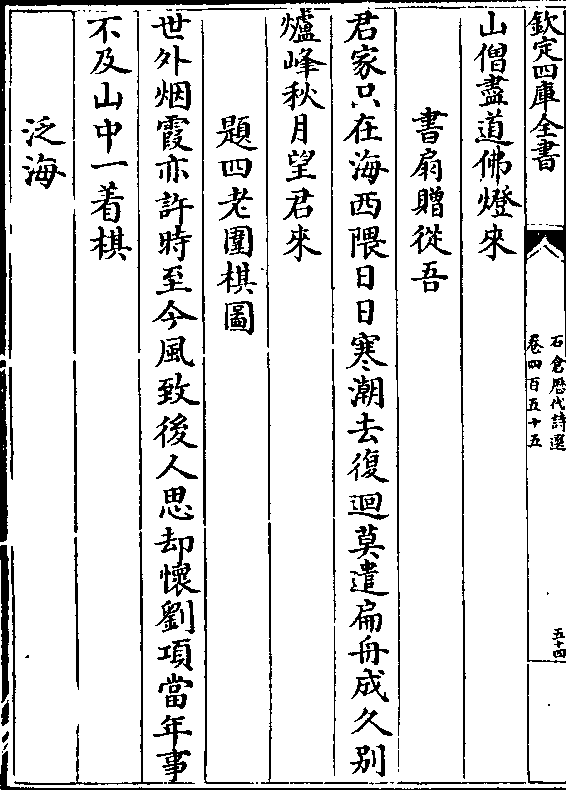 欽定四庫全書
石倉歴代詩選
卷四百五十五
五十四
山僧盡道佛燈來
書扇贈從吾
君家只在海西隈日日寒潮去復迴莫遣扁舟成久别
爐峰秋月望君來
題四老圍棋圖
世外烟霞亦許時至今風致後人思却懷劉項當年事
不及山中一着棋
泛海